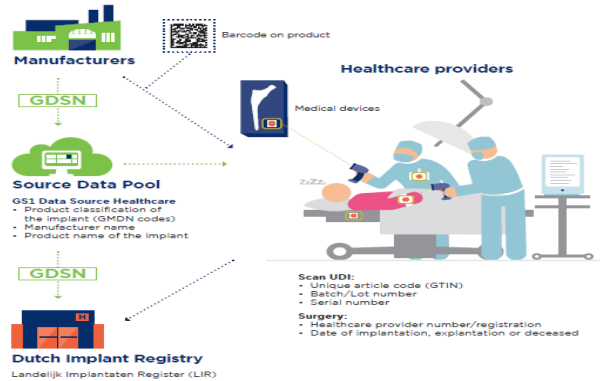 Barcode on product
Manufacturers
Healthcare providers
GDSN
Medical devices
zzZz
Source Data Pool
GS1 Data Source Healthcare
• Product classification of
the implant (GMDN codes)
• Manufacturer name
• Product name of the implant
GDSN
Scan UDI:
• Unique article code (GTIN)
• Batch/Lot number
• Serial number
Surgery:
• Healthcare provider number/registration
• Date of implantation, explantation or deceased
H
Dutch Implant Registry
Landelijk Implantaten Register (LIR)